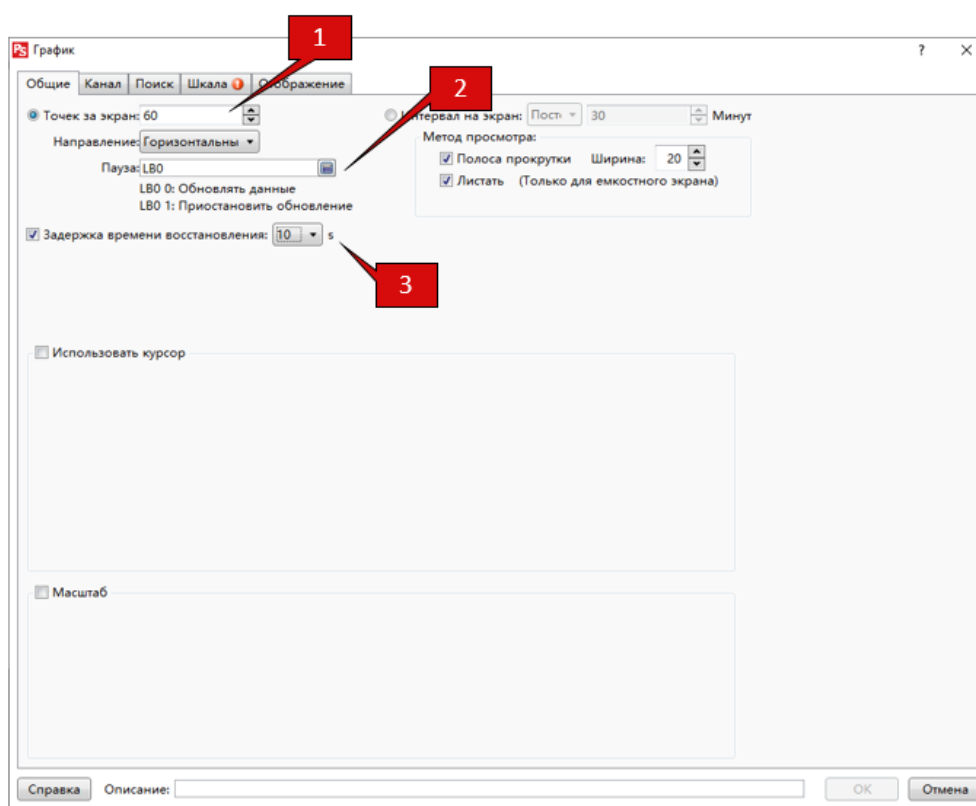 1
PS График ? ×
Общие Канал Поиск Шкала ! Отображение
2
Точек за экран: 60
Интервал на экран: Пост 30 Минут
Направление: Горизонтальны
Метод просмотра:
Пауза: LB0
Полоса прокрутки Ширина: 20
LB0 0: Обновлять данные
Листать (Только для емкостного экрана)
LB0 1: Приостановить обновление
Задержка времени восстановления: 10 s
3
Использовать курсор
Масштаб
Справка Описание: OK Отмена